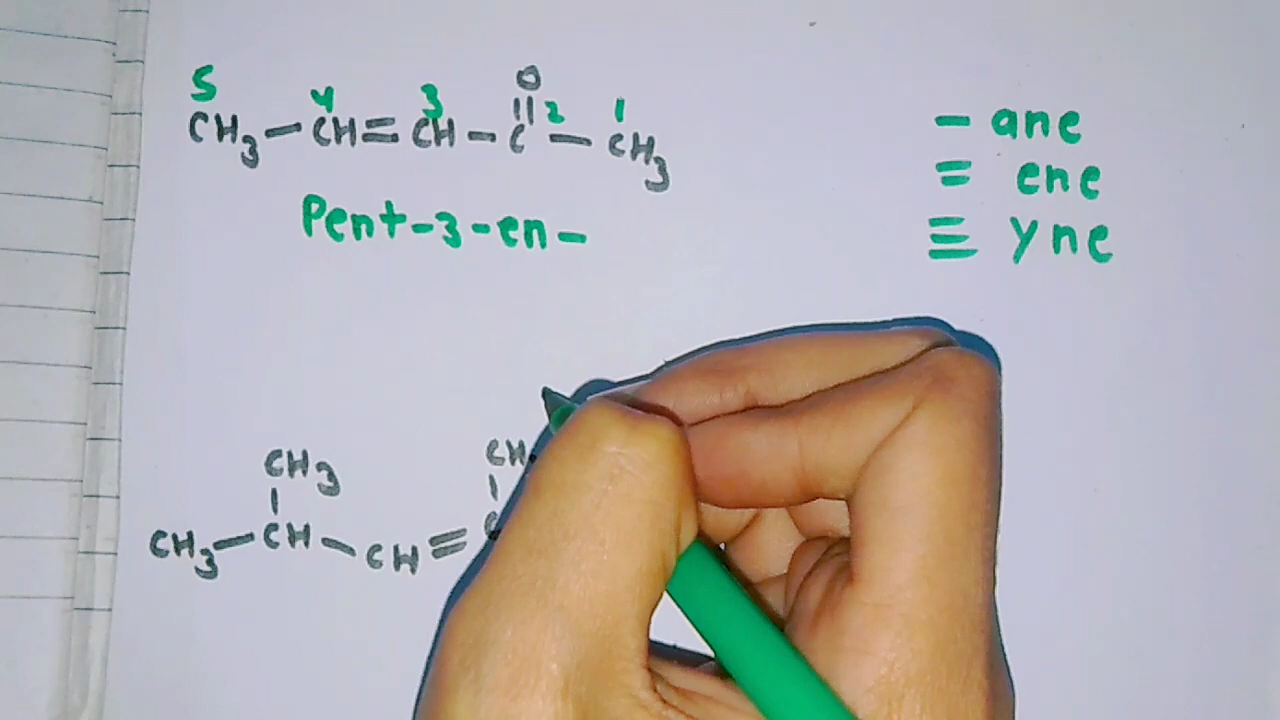 O
5 4 3 2 1
CH3-CH=CH-C-CH3
Pent-3-en-
- ane
= ene
≡ yne
CH3 CH
CH3-CH-CH=C